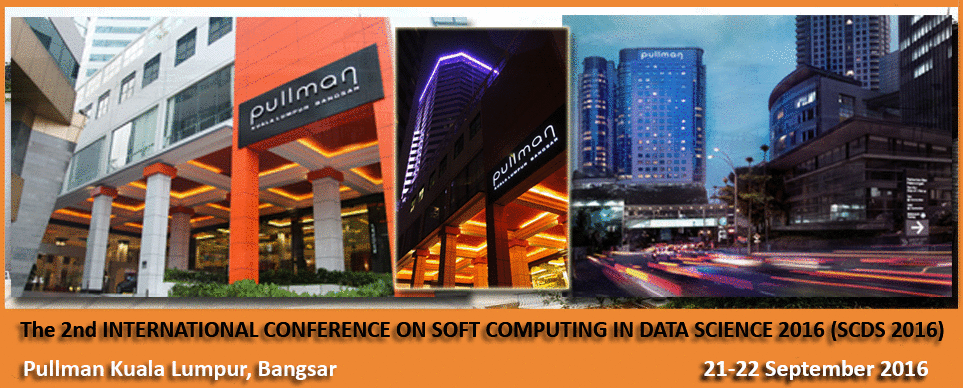 pullman
KUALA LUMPUR BANGSAR
pullman
KUALA LUMPUR BANGSAR
pullman
The 2nd INTERNATIONAL CONFERENCE ON SOFT COMPUTING IN DATA SCIENCE 2016 (SCDS 2016)
Pullman Kuala Lumpur, Bangsar
21-22 September 2016